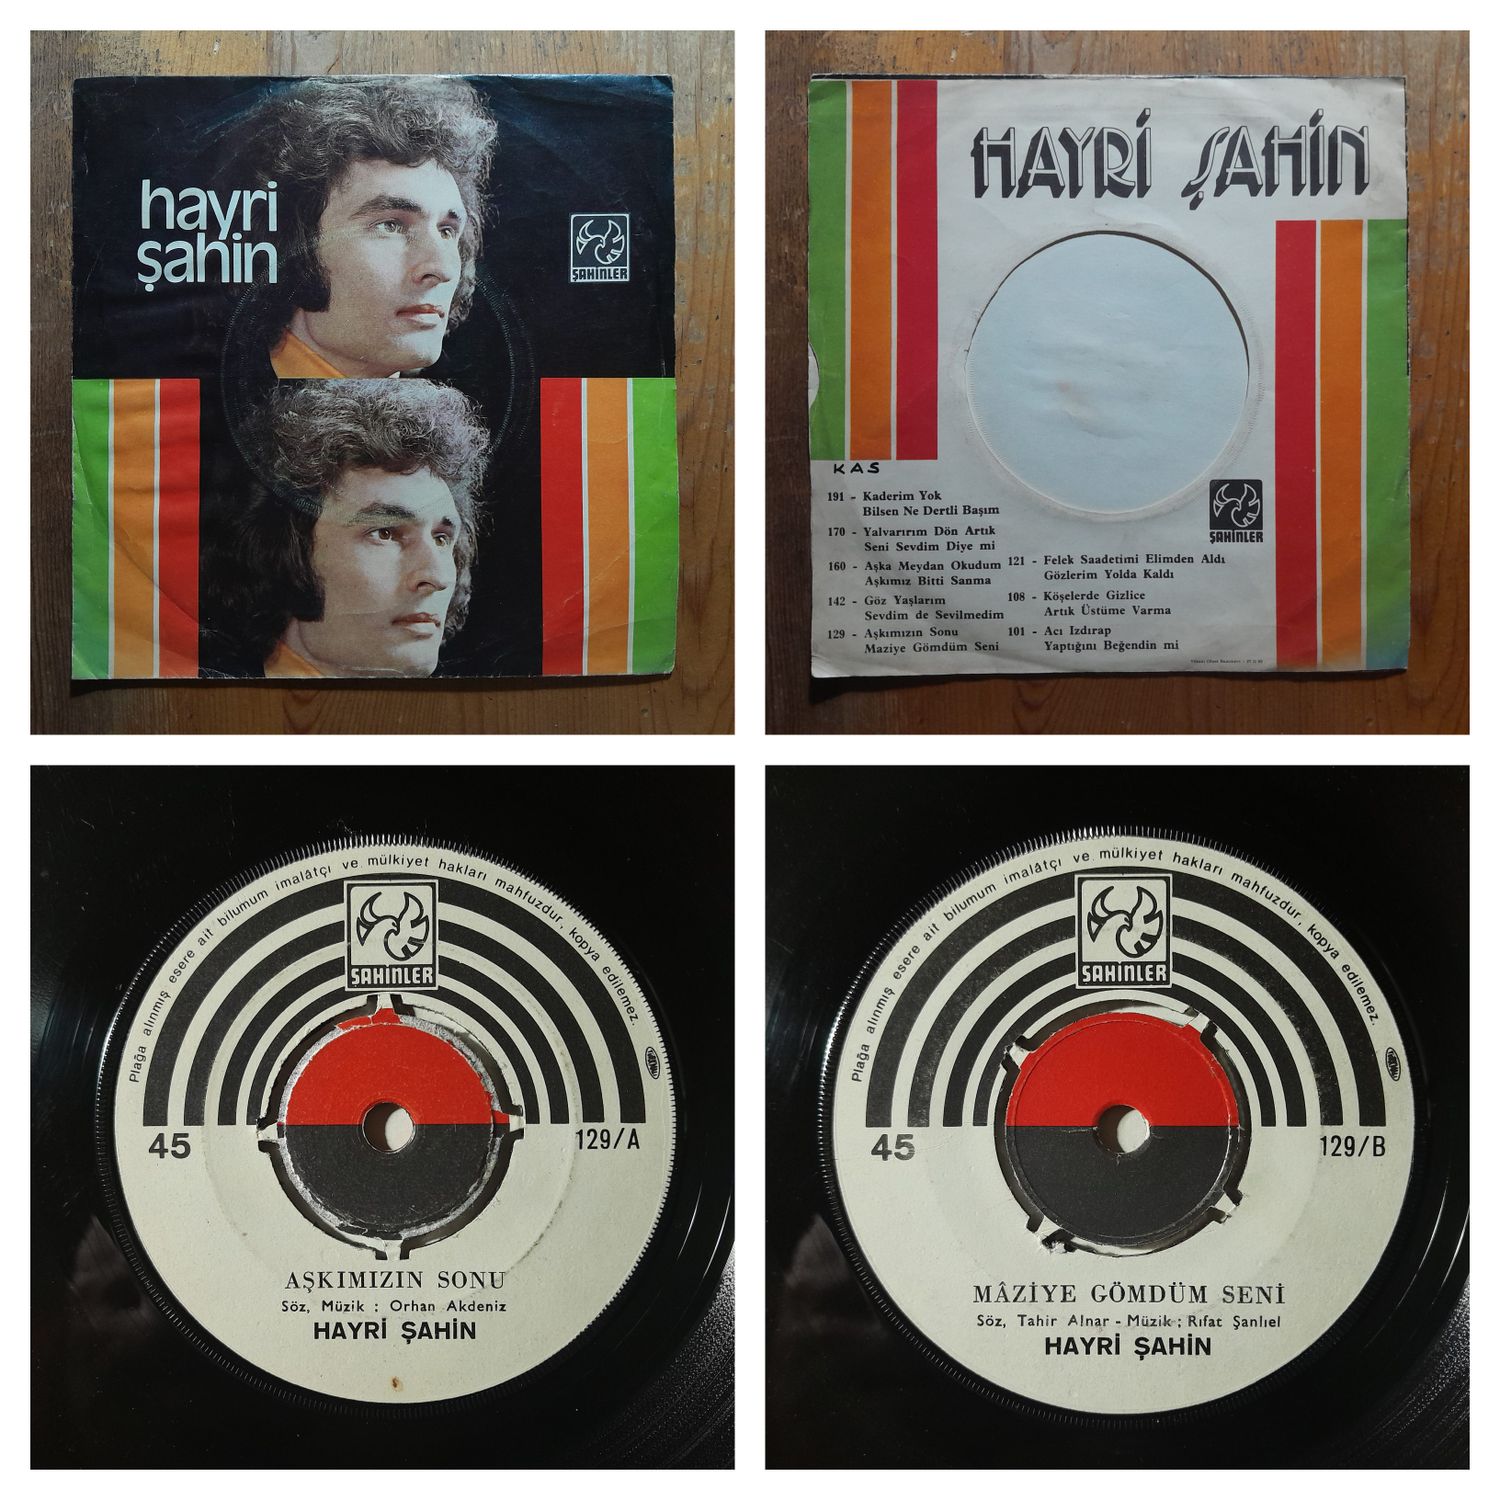 hayri
şahin
ŞAHİNLER
HAYRİ ŞAHİN
KAS
191 - Kaderim Yok
Bilsen Ne Dertli Başım
170 - Yalvarırım Dön Artık
Seni Sevdim Diye mi
160 - Aşka Meydan Okudum
Aşkımız Bitti Sanma
142 - Göz Yaşlarım
Sevdim de Sevilmedim
129 - Aşkımızın Sonu
Maziye Gömdüm Seni
ŞAHİNLER
121 - Felek Saadetimi Elimden Aldı
Gözlerim Yolda Kaldı
108 - Köşelerde Gizlice
Artık Üstüme Varma
101 - Acı Izdırap
Yaptığını Beğendin mi
Plağa alınmış esere ait bilumum imalâtçı ve mülkiyet hakları mahfuzdur, kopya edilemez.
ŞAHİNLER
45
129/A
AŞKIMIZIN SONU
Söz, Müzik : Orhan Akdeniz
HAYRİ ŞAHİN
Plağa alınmış esere ait bilumum imalâtçı ve mülkiyet hakları mahfuzdur, kopya edilemez.
ŞAHİNLER
45
129/B
MÂZİYE GÖMDÜM SENİ
Söz, Tahir Alnar - Müzik : Rıfat Şanlıel
HAYRİ ŞAHİN